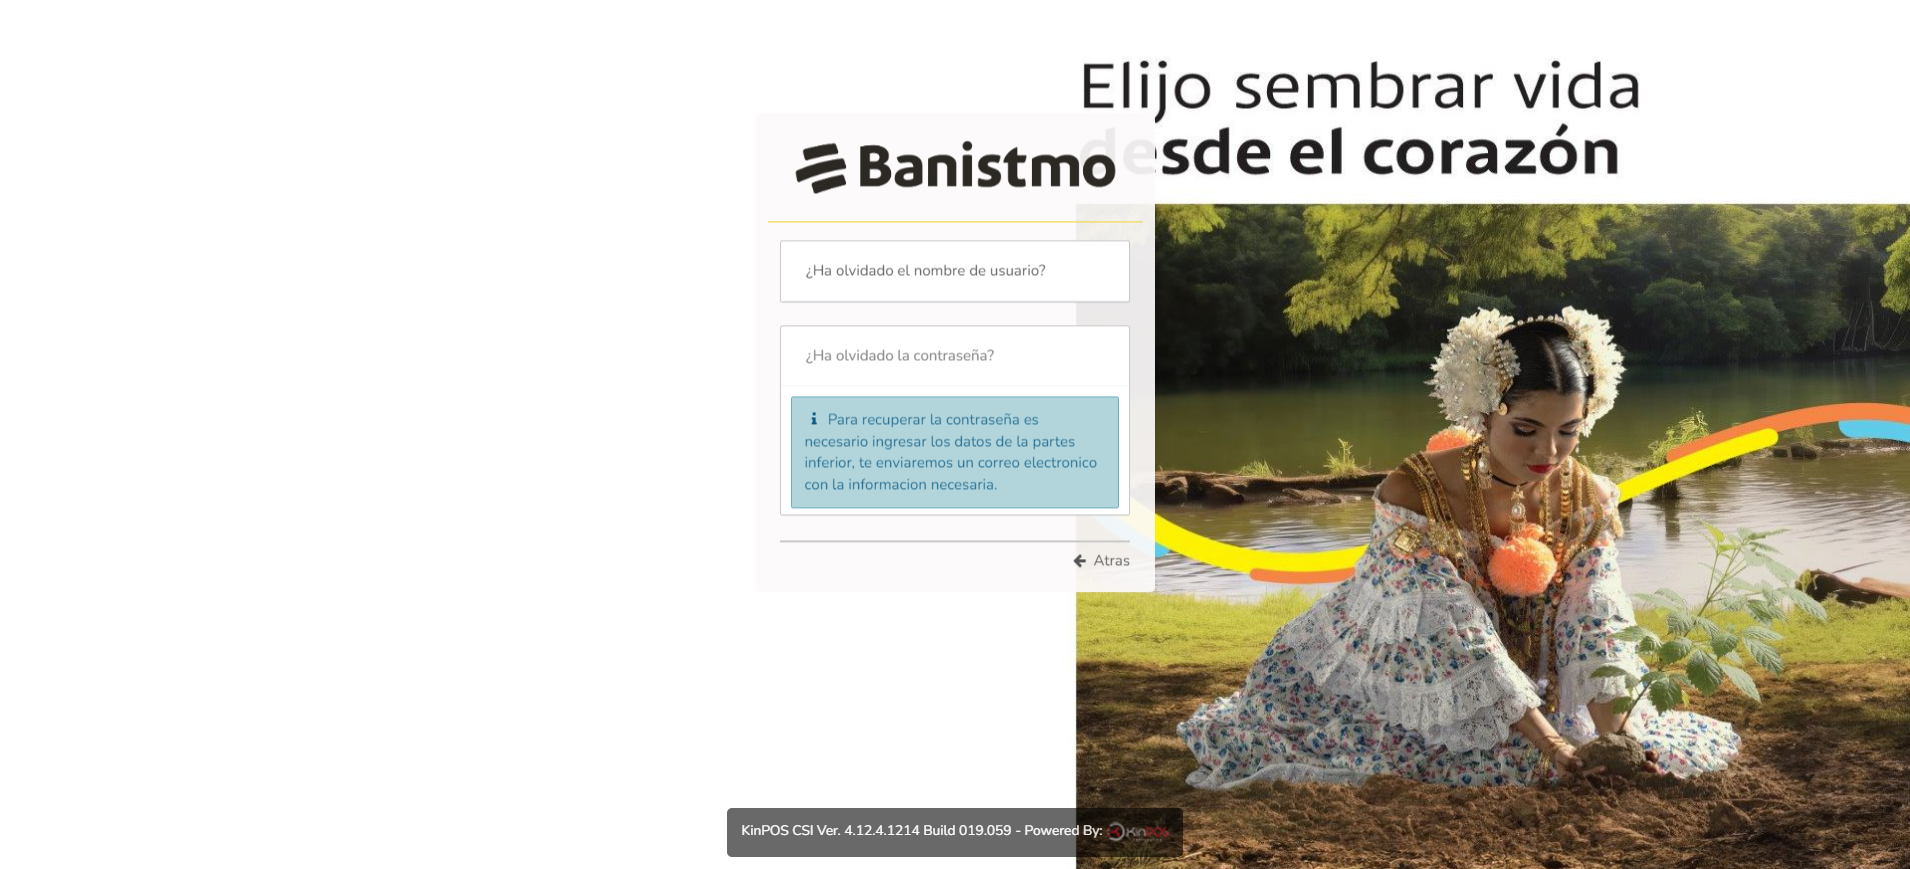 Elijo sembrar vida
desde el corazón
Banistmo
¿Ha olvidado el nombre de usuario?
¿Ha olvidado la contraseña?
Para recuperar la contraseña es
necesario ingresar los datos de la partes
inferior, te enviaremos un correo electronico
con la informacion necesaria.
Atras
KinPOS CSI Ver. 4.12.4.1214 Build 019.059 - Powered By: KinPOS